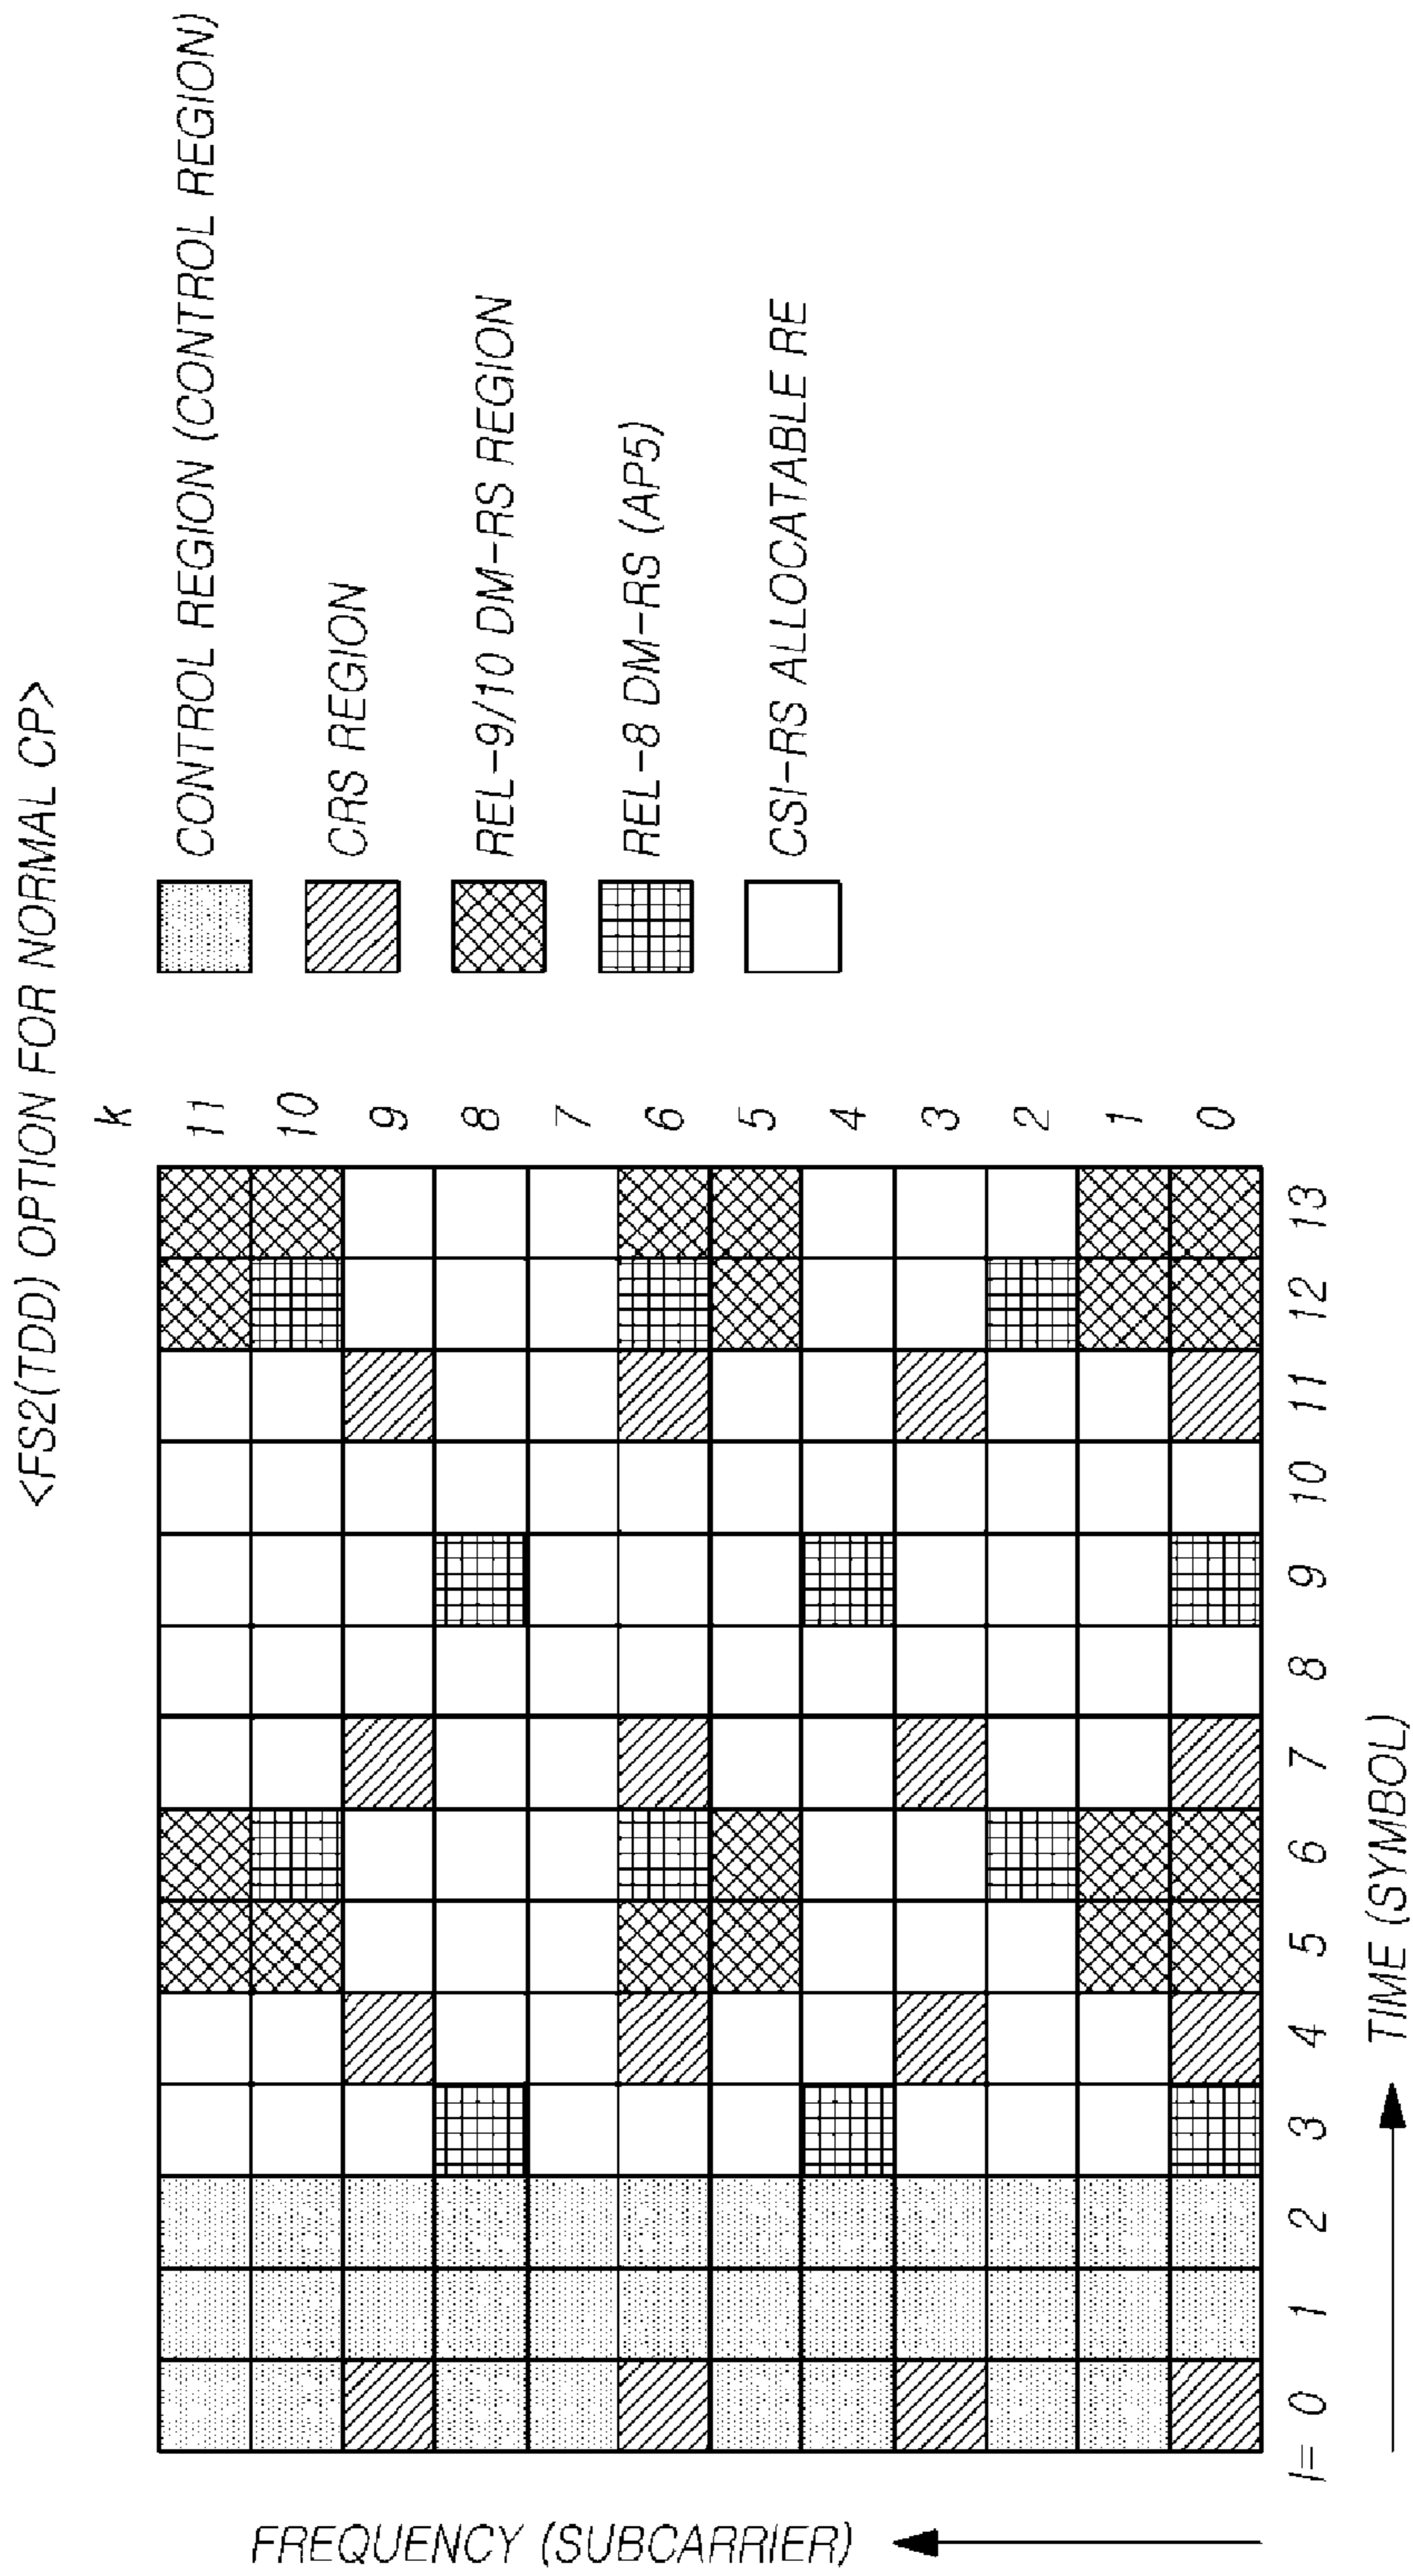 <FS2(TDD) OPTION FOR NORMAL CP>
CONTROL REGION (CONTROL REGION)
CRS REGION
REL-9/10 DM-RS REGION
REL-8 DM-RS (AP5)
CSI-RS ALLOCATABLE RE
k
11
10
9
8
7
6
5
4
3
2
1
0
l= 0 1 2 3 4 5 6 7 8 9 10 11 12 13
FREQUENCY (SUBCARRIER)
TIME (SYMBOL)